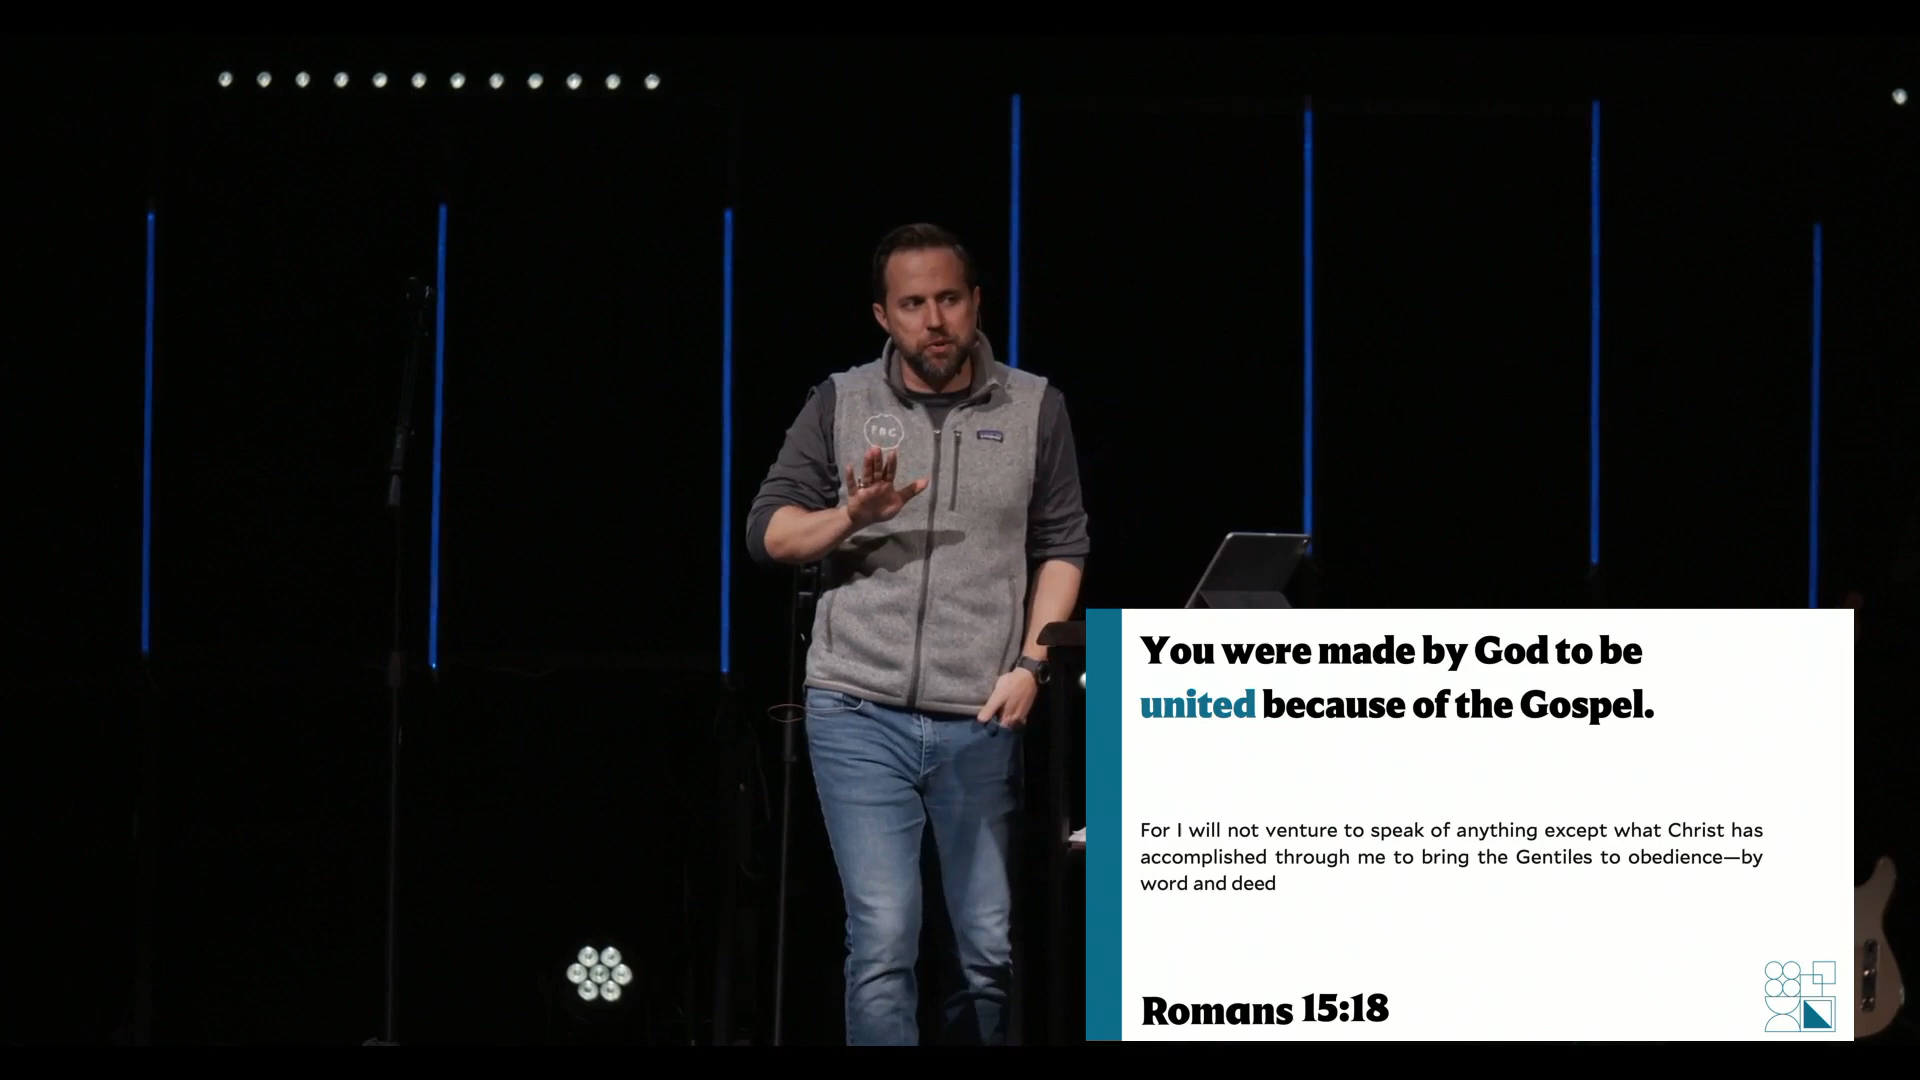 FBC
You were made by God to be
united because of the Gospel.
For I will not venture to speak of anything except what Christ has
accomplished through me to bring the Gentiles to obedience—by
word and deed
Romans 15:18